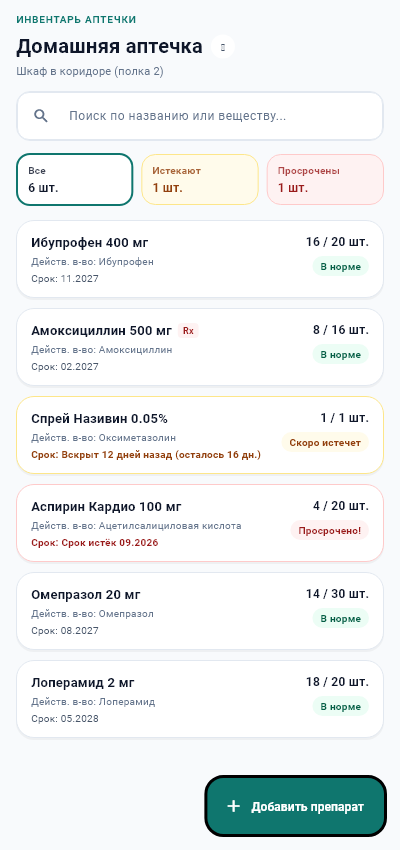 ИНВЕНТАРЬ АПТЕЧКИ
Домашняя аптечка
Шкаф в коридоре (полка 2)
Поиск по названию или веществу...
Все
6 шт.
Истекают
1 шт.
Просрочены
1 шт.
Ибупрофен 400 мг
16 / 20 шт.
Действ. в-во: Ибупрофен
Срок: 11.2027
В норме
Амоксициллин 500 мг Rx
8 / 16 шт.
Действ. в-во: Амоксициллин
Срок: 02.2027
В норме
Спрей Називин 0.05%
1 / 1 шт.
Действ. в-во: Оксиметазолин
Срок: Вскрыт 12 дней назад (осталось 16 дн.)
Скоро истечет
Аспирин Кардио 100 мг
4 / 20 шт.
Действ. в-во: Ацетилсалициловая кислота
Срок: Срок истёк 09.2026
Просрочено!
Омепразол 20 мг
14 / 30 шт.
Действ. в-во: Омепразол
Срок: 08.2027
В норме
Лоперамид 2 мг
18 / 20 шт.
Действ. в-во: Лоперамид
Срок: 05.2028
В норме
+ Добавить препарат